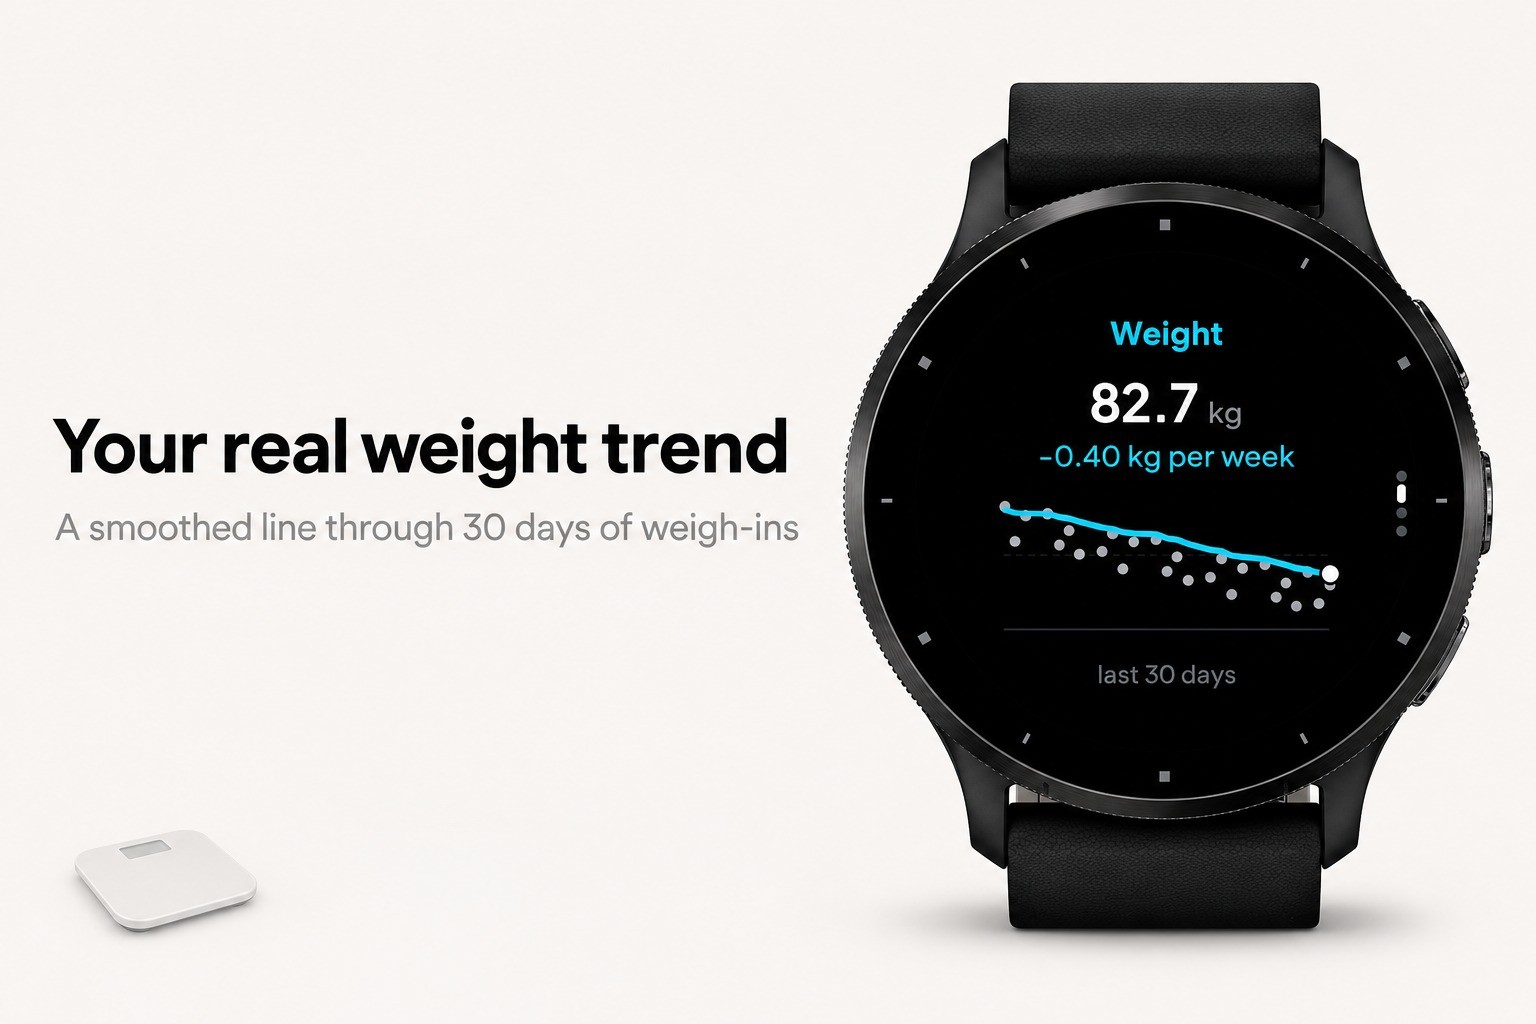 Your real weight trend
A smoothed line through 30 days of weigh-ins
Weight
82.7 kg
−0.40 kg per week
last 30 days